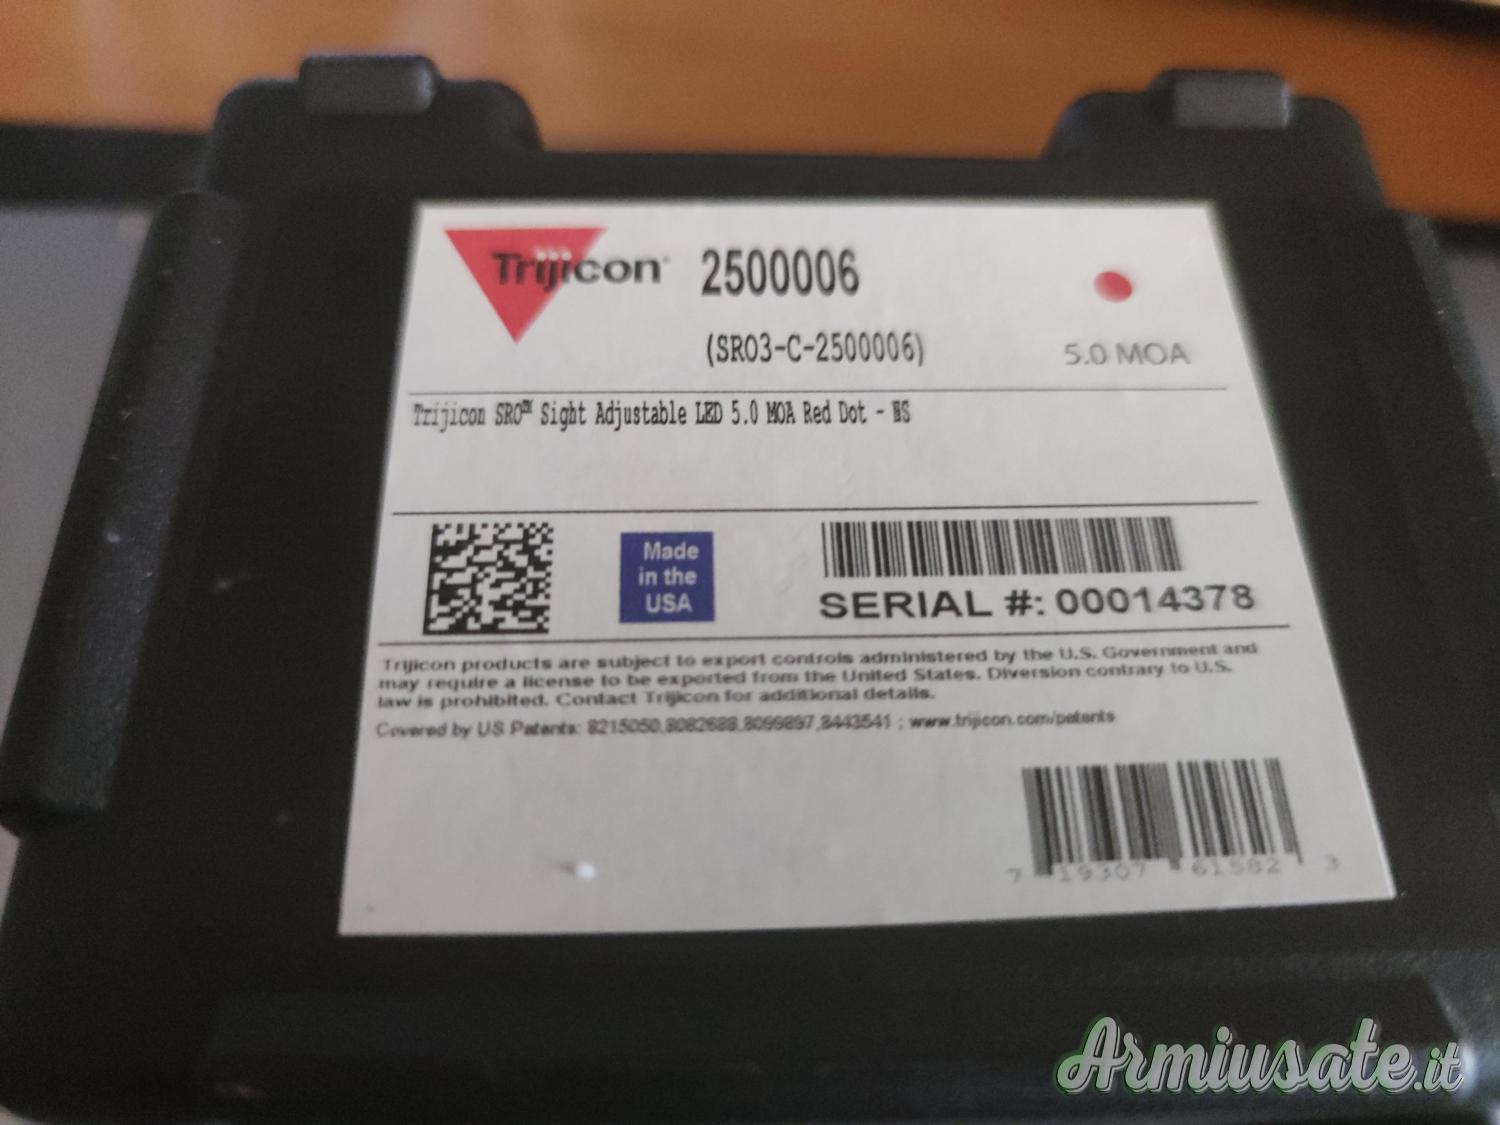 Trijicon
2500006
(SRO3-C-2500006)
5.0 MOA
Trijicon SRO™ Sight Adjustable LED 5.0 MOA Red Dot - WS
Made
in the
USA
SERIAL #: 00014378
Trijicon products are subject to export controls administered by the U.S. Government and
may require a license to be exported from the United States. Diversion contrary to U.S.
law is prohibited. Contact Trijicon for additional details.
Covered by US Patents: 8215050,8082688,8099897,8443541 ; www.trijicon.com/patents
7 19307 61582 3
Armiusate.it